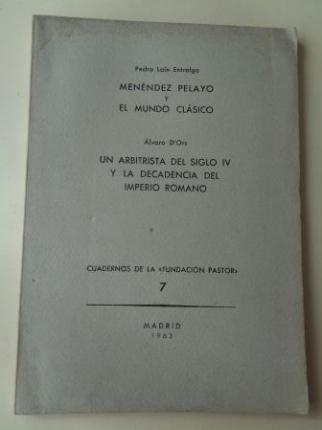 Pedro Laín Entralgo
MENÉNDEZ PELAYO
Y
EL MUNDO CLÁSICO
Álvaro D'Ors
UN ARBITRISTA DEL SIGLO IV
Y LA DECADENCIA DEL
IMPERIO ROMANO
CUADERNOS DE LA «FUNDACIÓN PASTOR»
7
MADRID
1963